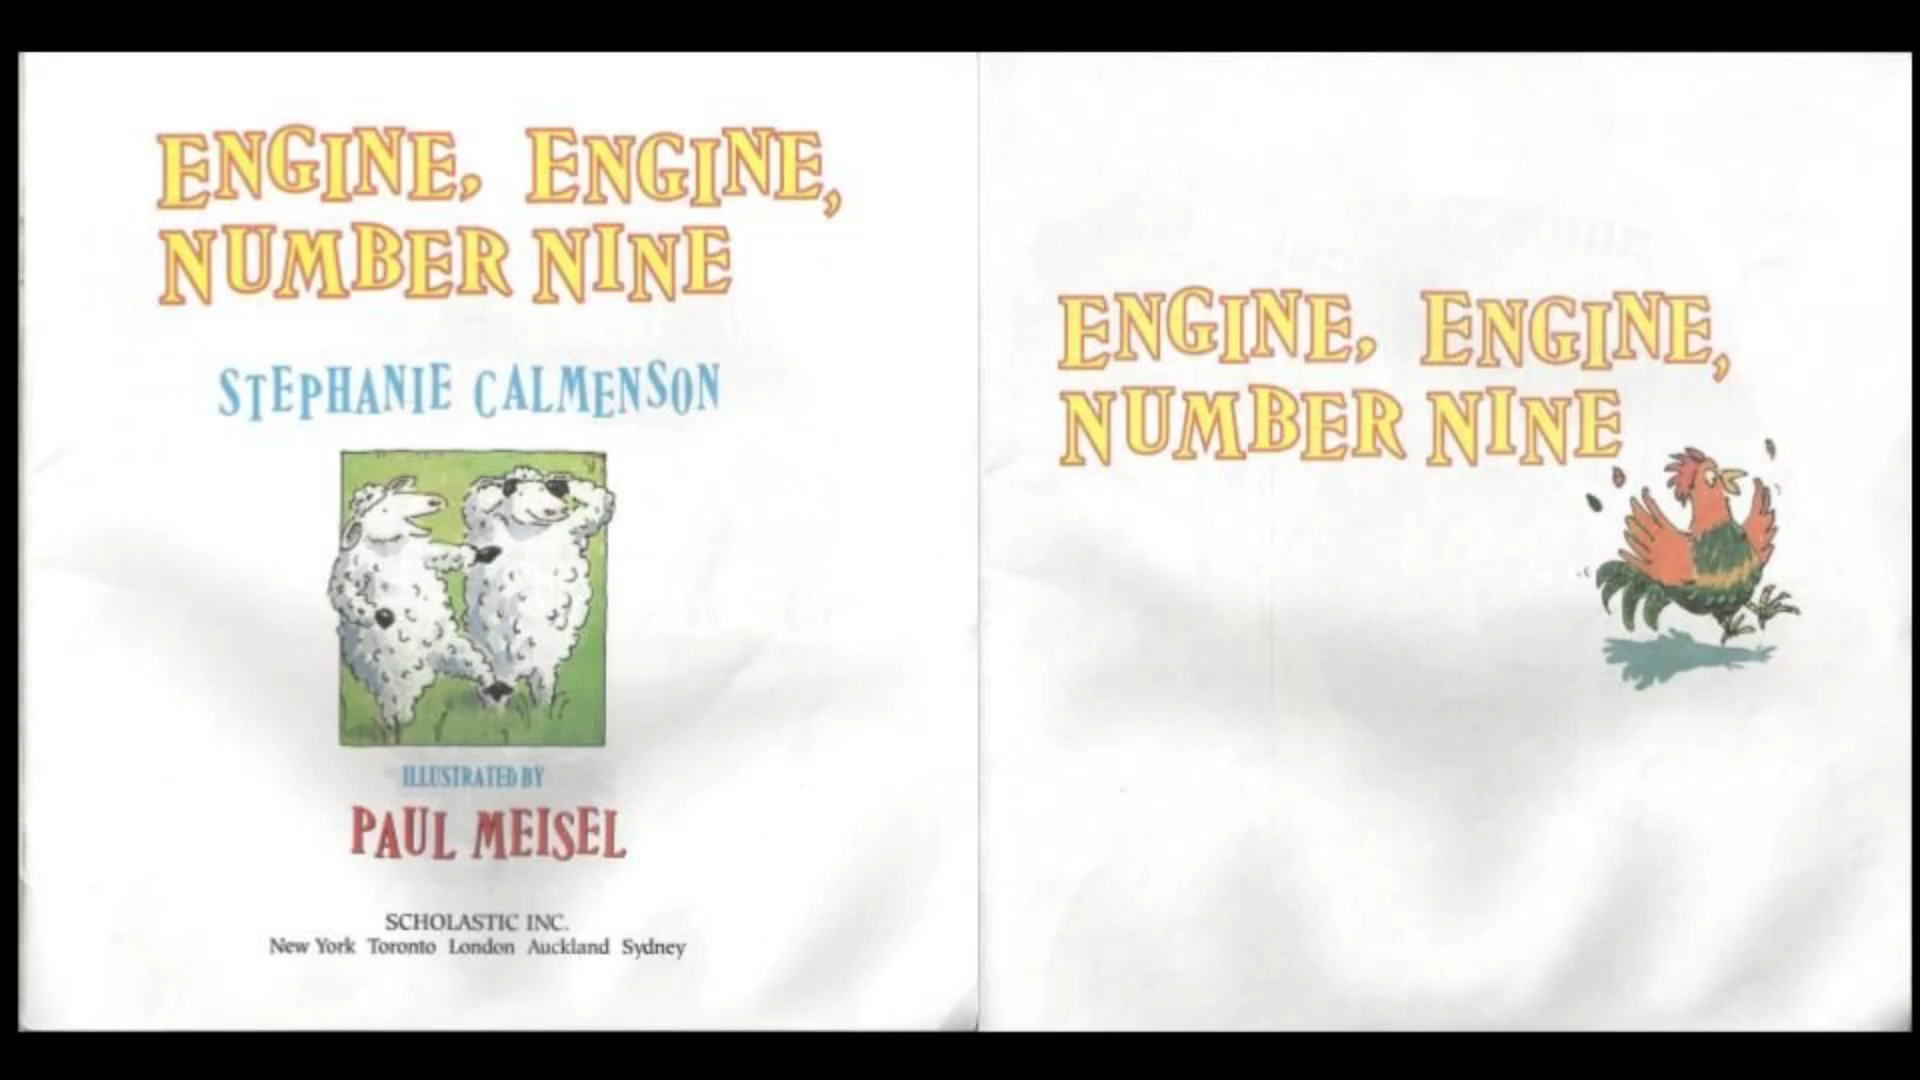 ENGINE, ENGINE,
NUMBER NINE
STEPHANIE CALMENSON
ILLUSTRATED BY
PAUL MEISEL
SCHOLASTIC INC.
New York Toronto London Auckland Sydney
ENGINE, ENGINE,
NUMBER NINE